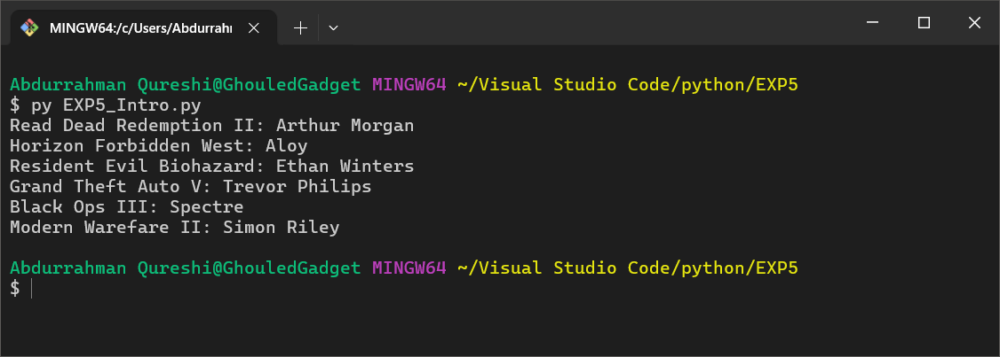 MINGW64:/c/Users/Abdurrahr
Abdurrahman Qureshi@GhouledGadget MINGW64 ~/Visual Studio Code/python/EXP5
$ py EXP5_Intro.py
Read Dead Redemption II: Arthur Morgan
Horizon Forbidden West: Aloy
Resident Evil Biohazard: Ethan Winters
Grand Theft Auto V: Trevor Philips
Black Ops III: Spectre
Modern Warefare II: Simon Riley
Abdurrahman Qureshi@GhouledGadget MINGW64 ~/Visual Studio Code/python/EXP5
$